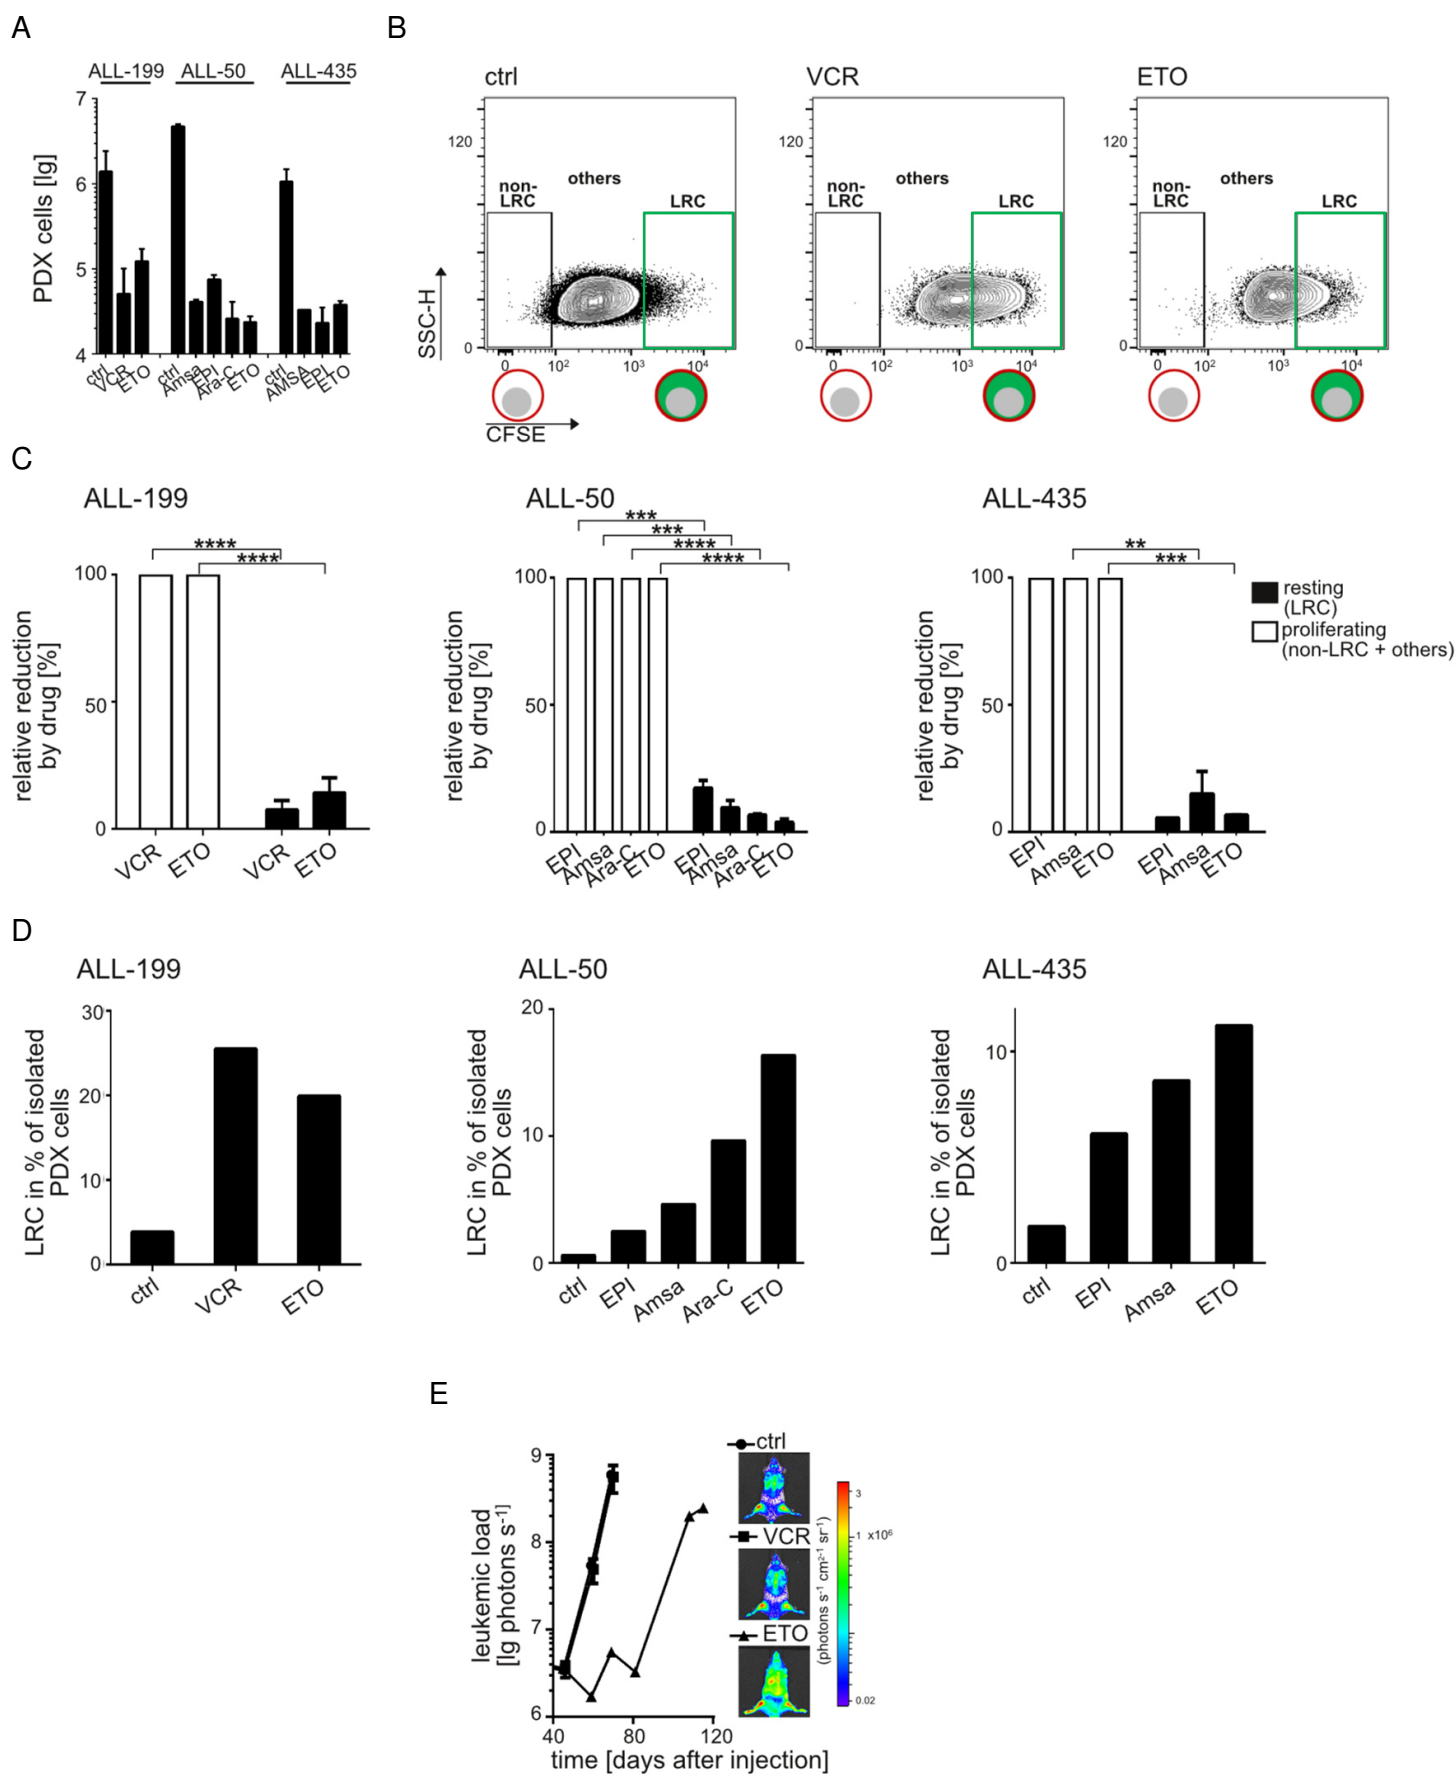 A
ALL-199 ALL-50 ALL-435
PDX cells [lg]
7
6
5
4
ctrl VCR ETO ctrl Amsa EPI Ara-C ETO ctrl AMSA EPI ETO
B
ctrl VCR ETO
120 120 120
non-LRC others LRC
non-LRC others LRC
non-LRC others LRC
SSC-H
0 0 0
0 10² 10³ 10⁴ 0 10² 10³ 10⁴ 0 10² 10³ 10⁴
CFSE
C
ALL-199 ALL-50 ALL-435
**** ****
*** *** **** ****
** ***
relative reduction
by drug [%]
100
50
0
VCR ETO VCR ETO
relative reduction
by drug [%]
100
50
0
EPI Amsa Ara-C ETO EPI Amsa Ara-C ETO
relative reduction
by drug [%]
100
50
0
EPI Amsa ETO EPI Amsa ETO
resting
(LRC)
proliferating
(non-LRC + others)
D
ALL-199 ALL-50 ALL-435
LRC in % of isolated
PDX cells
30
20
10
0
ctrl VCR ETO
LRC in % of isolated
PDX cells
20
10
0
ctrl EPI Amsa Ara-C ETO
LRC in % of isolated
PDX cells
10
0
ctrl EPI Amsa ETO
E
leukemic load
[lg photons s⁻¹]
9
8
7
6
40 80 120
time [days after injection]
ctrl
VCR
ETO
3
1 x10⁶
0.02
(photons s⁻¹ cm²⁻¹ sr⁻¹)